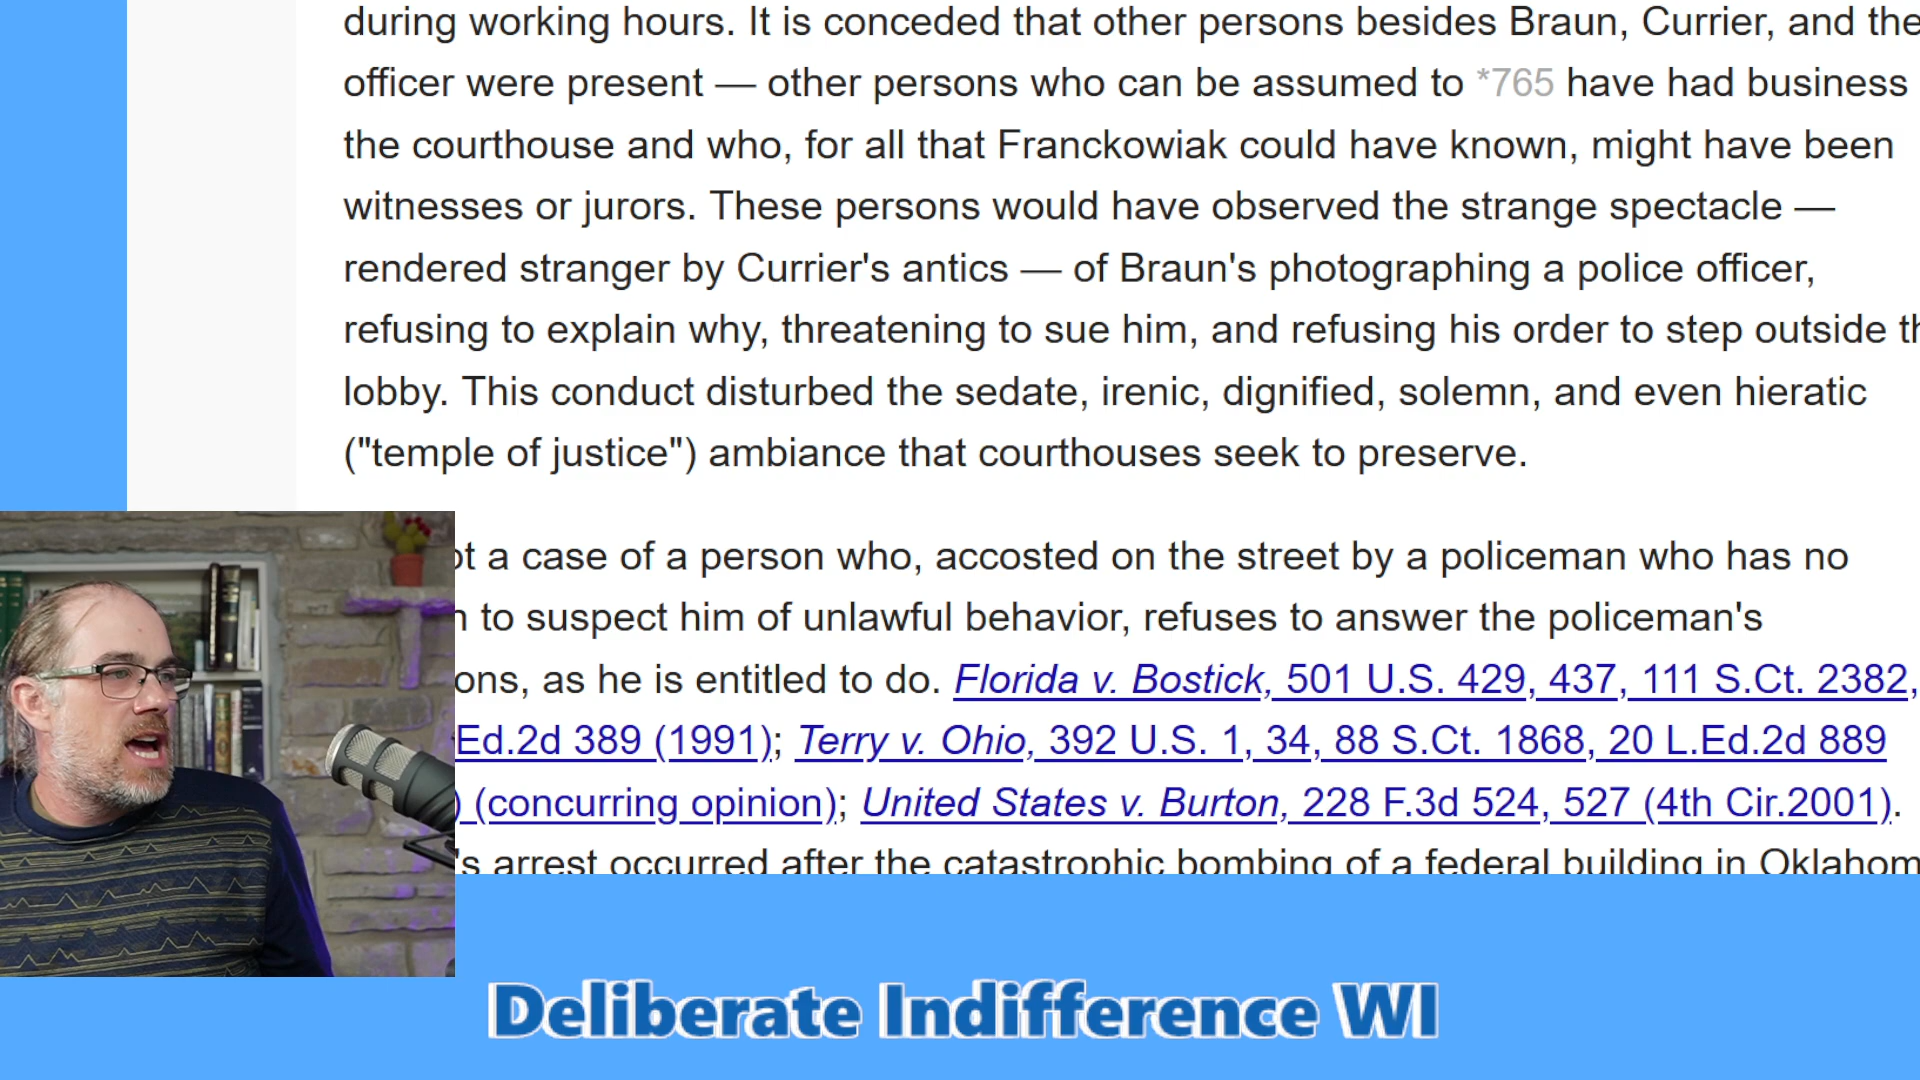 during working hours. It is conceded that other persons besides Braun, Currier, and the
officer were present — other persons who can be assumed to *765 have had business
the courthouse and who, for all that Franckowiak could have known, might have been
witnesses or jurors. These persons would have observed the strange spectacle —
rendered stranger by Currier's antics — of Braun's photographing a police officer,
refusing to explain why, threatening to sue him, and refusing his order to step outside th
lobby. This conduct disturbed the sedate, irenic, dignified, solemn, and even hieratic
("temple of justice") ambiance that courthouses seek to preserve.
ot a case of a person who, accosted on the street by a policeman who has no
n to suspect him of unlawful behavior, refuses to answer the policeman's
ons, as he is entitled to do. Florida v. Bostick, 501 U.S. 429, 437, 111 S.Ct. 2382,
Ed.2d 389 (1991); Terry v. Ohio, 392 U.S. 1, 34, 88 S.Ct. 1868, 20 L.Ed.2d 889
) (concurring opinion); United States v. Burton, 228 F.3d 524, 527 (4th Cir.2001).
's arrest occurred after the catastrophic bombing of a federal building in Oklahom
Deliberate Indifference WI